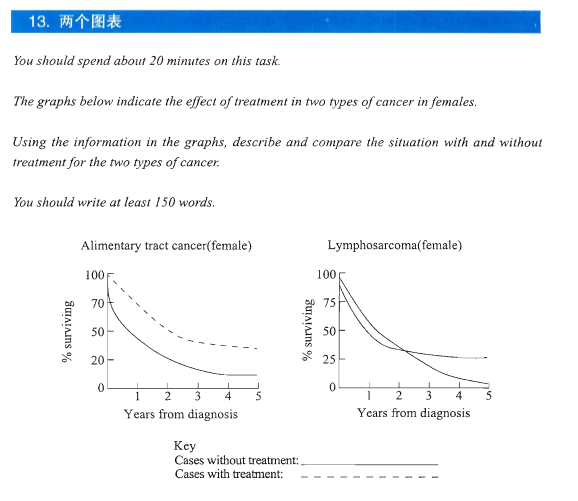 13. 两个图表
You should spend about 20 minutes on this task.
The graphs below indicate the effect of treatment in two types of cancer in females.
Using the information in the graphs, describe and compare the situation with and without
treatment for the two types of cancer.
You should write at least 150 words.
Alimentary tract cancer(female)
100
70
50
20
0
% surviving
1 2 3 4 5
Years from diagnosis
Lymphosarcoma(female)
100
75
50
25
0
% surviving
1 2 3 4 5
Years from diagnosis
Key
Cases without treatment:
Cases with treatment: